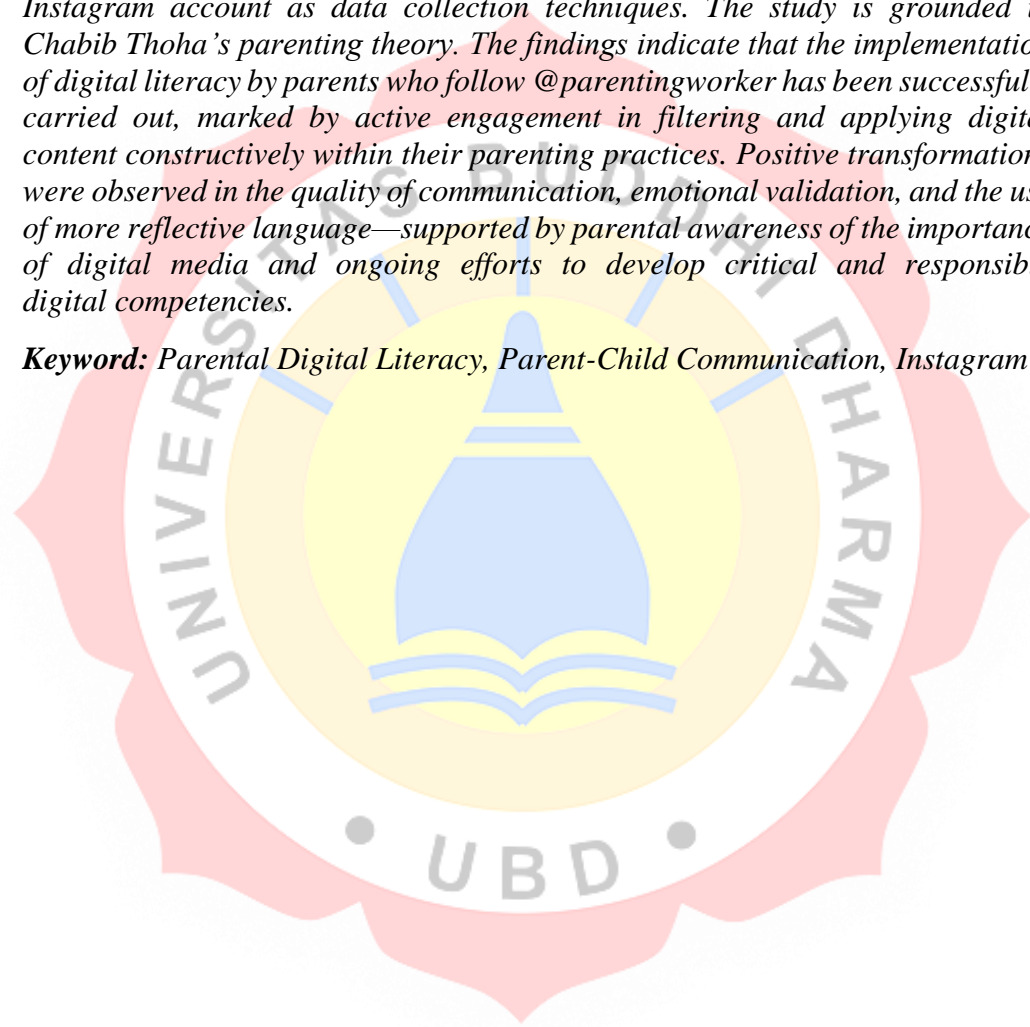 Instagram account as data collection techniques. The study is grounded i
Chabib Thoha's parenting theory. The findings indicate that the implementatio
of digital literacy by parents who follow @parentingworker has been successful
carried out, marked by active engagement in filtering and applying digita
content constructively within their parenting practices. Positive transformation
were observed in the quality of communication, emotional validation, and the us
of more reflective language—supported by parental awareness of the importanc
of digital media and ongoing efforts to develop critical and responsib
digital competencies.
Keyword: Parental Digital Literacy, Parent-Child Communication, Instagram
UNIVERSITAS BUDDHI DHARMA
• UBD •